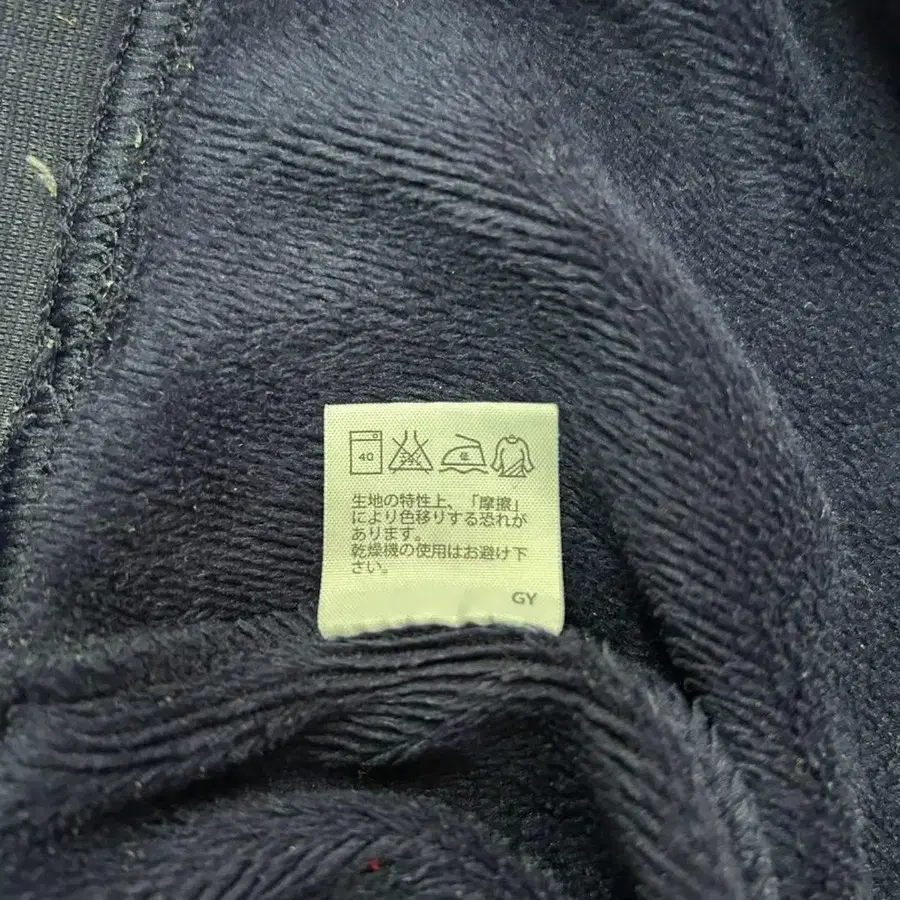 40
低
生地の特性上、「摩擦」
により色移りする恐れが
あります。
乾燥機の使用はお避け下
さい。
GY